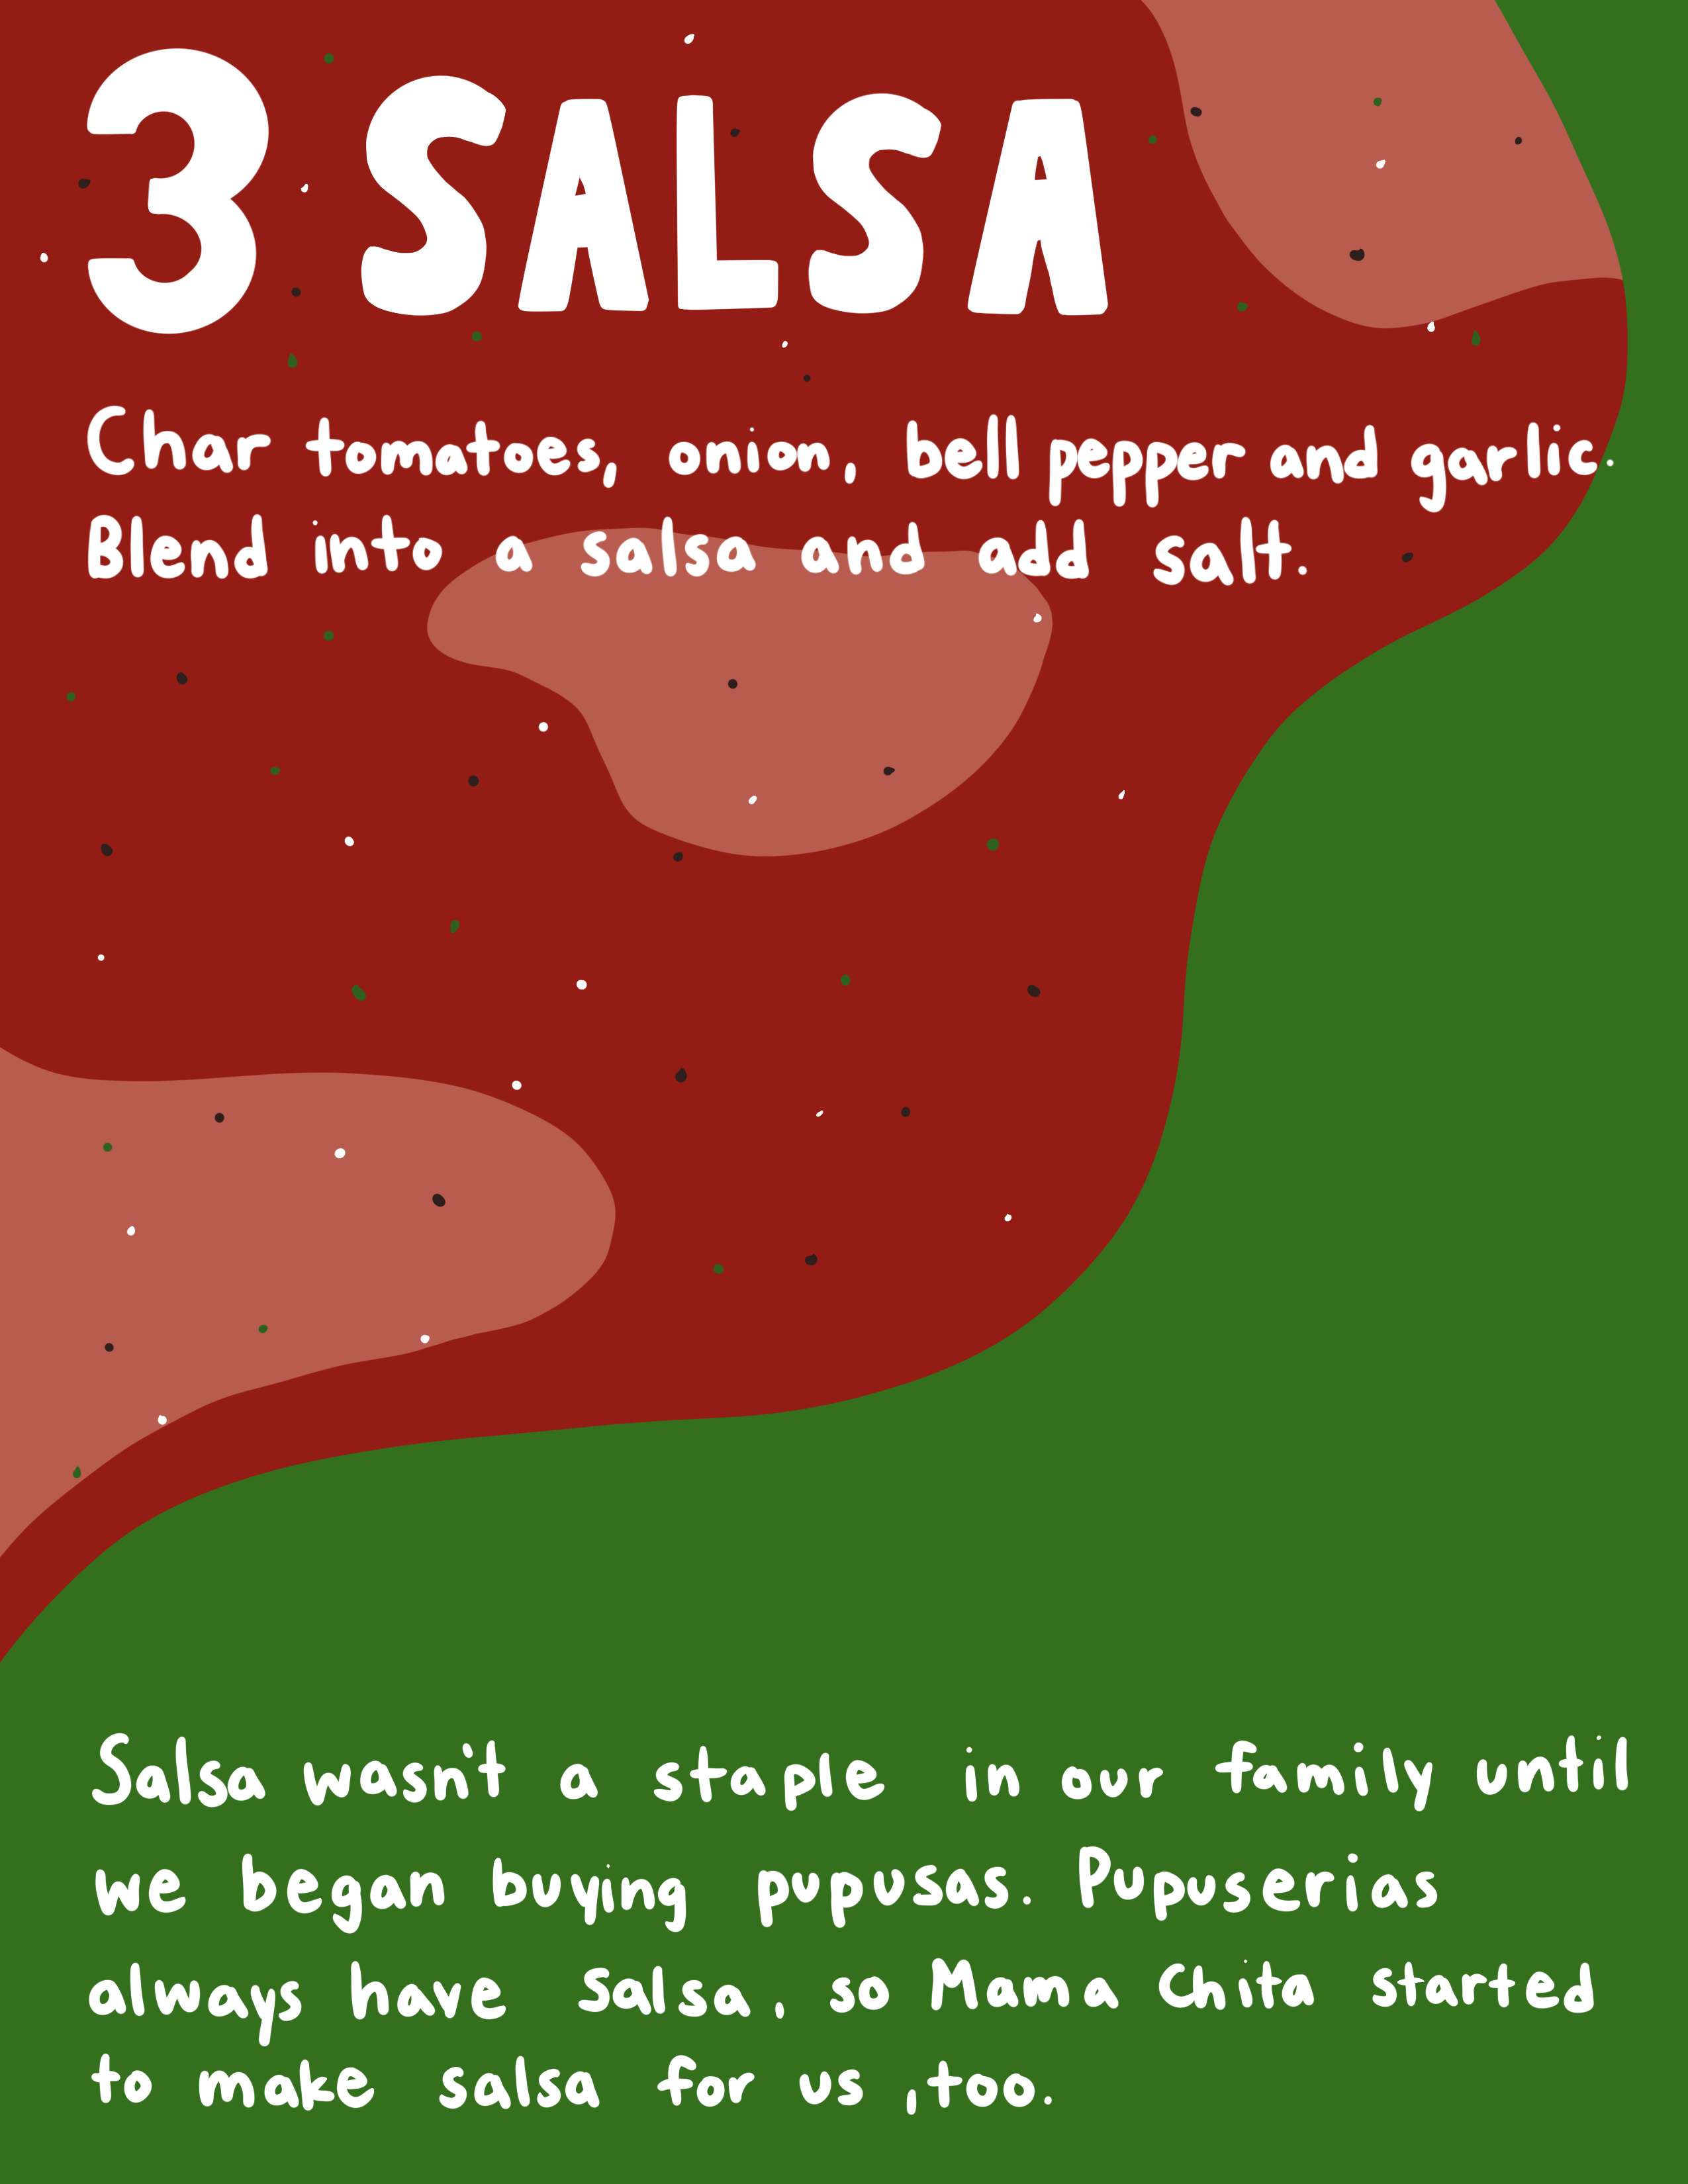 3 SALSA
Char tomatoes, onion, bell pepper and garlic.
Blend into a salsa and add salt.
Salsa wasn't a staple in our family until
we began buying pupusas. Pupuserias
always have salsa, so Mama Chita started
to make salsa for us, too.